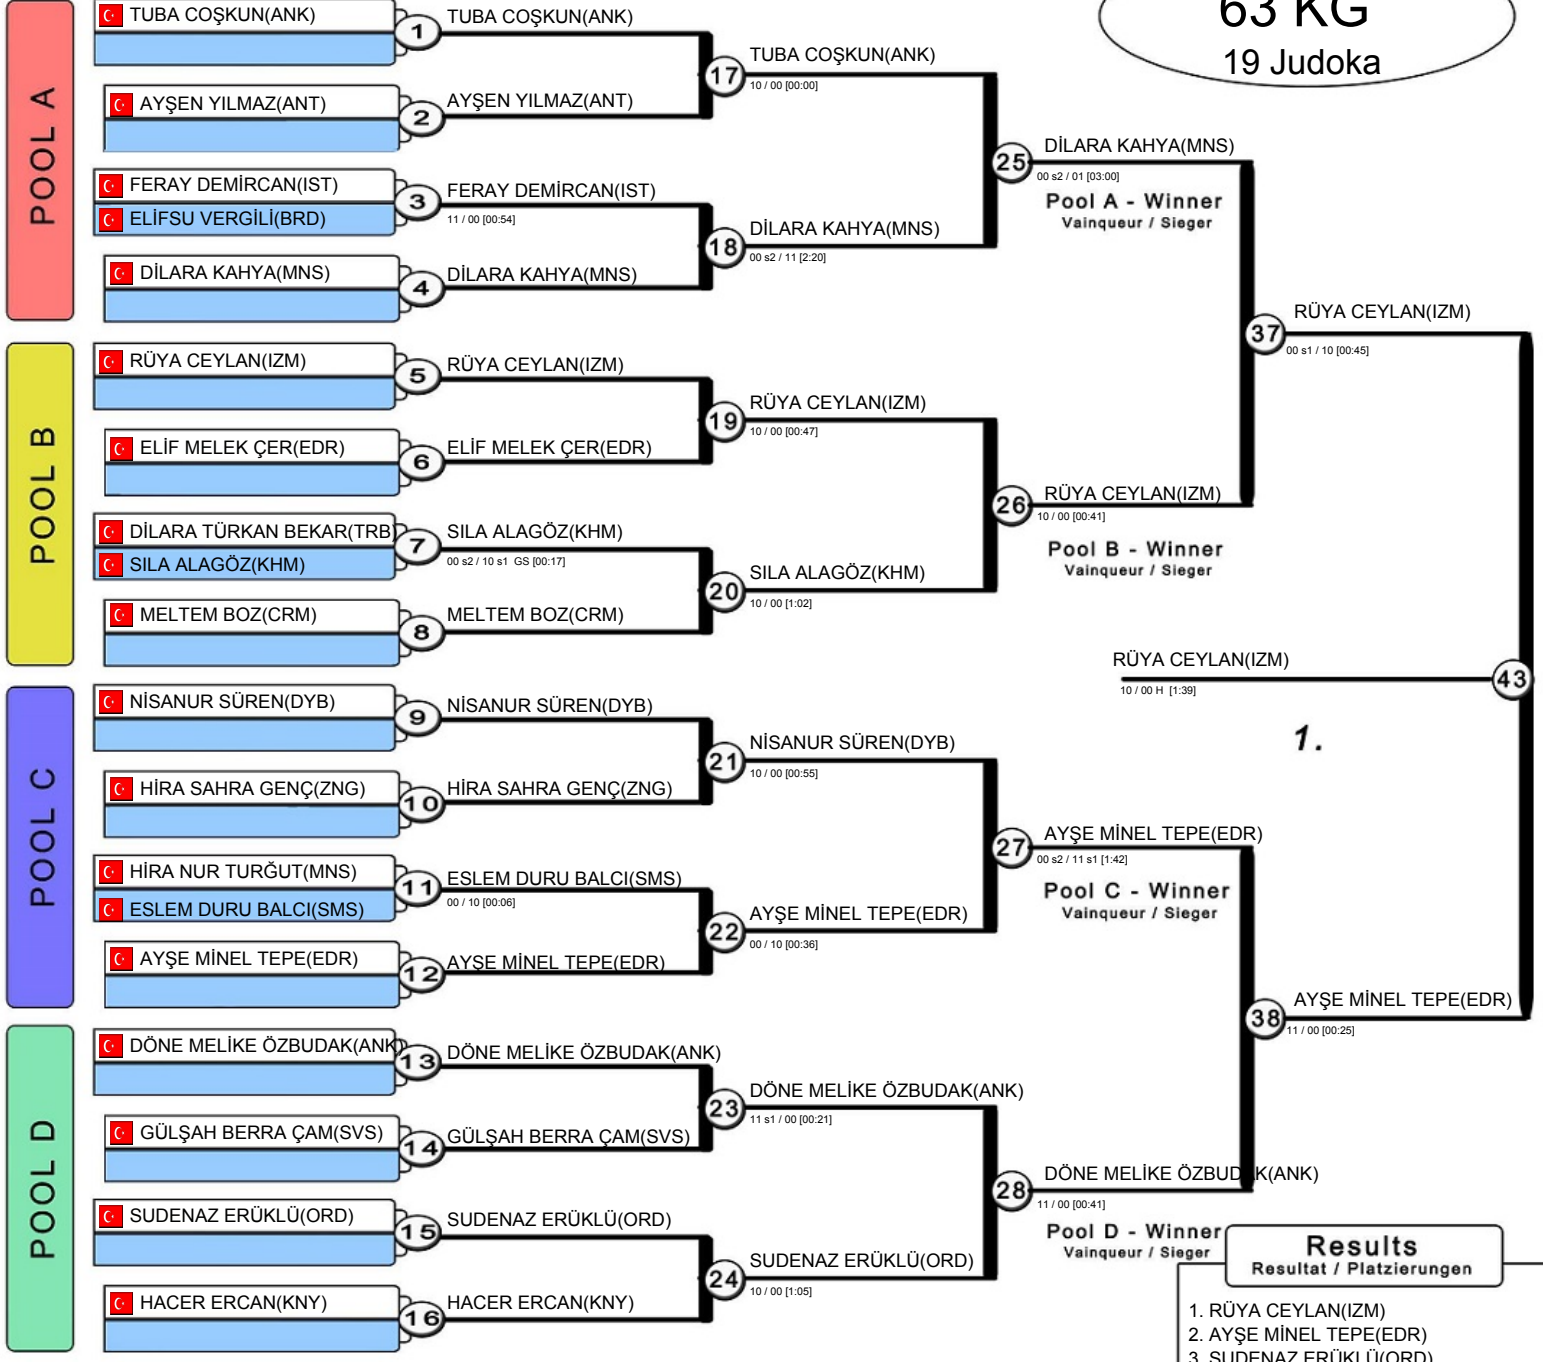 63 KG
19 Judoka
POOL A
TUBA COŞKUN(ANK)
1
TUBA COŞKUN(ANK)
AYŞEN YILMAZ(ANT)
2
AYŞEN YILMAZ(ANT)
17
TUBA COŞKUN(ANK)
10 / 00 [00:00]
FERAY DEMİRCAN(IST)
ELİFSU VERGİLİ(BRD)
3
FERAY DEMİRCAN(IST)
11 / 00 [00:54]
DİLARA KAHYA(MNS)
4
DİLARA KAHYA(MNS)
18
DİLARA KAHYA(MNS)
00 s2 / 11 [2:20]
25
DİLARA KAHYA(MNS)
00 s2 / 01 [03:00]
Pool A - Winner
Vainqueur / Sieger
POOL B
RÜYA CEYLAN(IZM)
5
RÜYA CEYLAN(IZM)
ELİF MELEK ÇER(EDR)
6
ELİF MELEK ÇER(EDR)
19
RÜYA CEYLAN(IZM)
10 / 00 [00:47]
DİLARA TÜRKAN BEKAR(TRB)
SILA ALAGÖZ(KHM)
7
SILA ALAGÖZ(KHM)
00 s2 / 10 s1 GS [00:17]
MELTEM BOZ(CRM)
8
MELTEM BOZ(CRM)
20
SILA ALAGÖZ(KHM)
10 / 00 [1:02]
26
RÜYA CEYLAN(IZM)
10 / 00 [00:41]
Pool B - Winner
Vainqueur / Sieger
37
RÜYA CEYLAN(IZM)
00 s1 / 10 [00:45]
POOL C
NİSANUR SÜREN(DYB)
9
NİSANUR SÜREN(DYB)
HİRA SAHRA GENÇ(ZNG)
10
HİRA SAHRA GENÇ(ZNG)
21
NİSANUR SÜREN(DYB)
10 / 00 [00:55]
HİRA NUR TURĞUT(MNS)
ESLEM DURU BALCI(SMS)
11
ESLEM DURU BALCI(SMS)
00 / 10 [00:06]
AYŞE MİNEL TEPE(EDR)
12
AYŞE MİNEL TEPE(EDR)
22
AYŞE MİNEL TEPE(EDR)
00 / 10 [00:36]
27
AYŞE MİNEL TEPE(EDR)
00 s2 / 11 s1 [1:42]
Pool C - Winner
Vainqueur / Sieger
POOL D
DÖNE MELİKE ÖZBUDAK(ANK)
13
DÖNE MELİKE ÖZBUDAK(ANK)
GÜLŞAH BERRA ÇAM(SVS)
14
GÜLŞAH BERRA ÇAM(SVS)
23
DÖNE MELİKE ÖZBUDAK(ANK)
11 s1 / 00 [00:21]
SUDENAZ ERÜKLÜ(ORD)
15
SUDENAZ ERÜKLÜ(ORD)
HACER ERCAN(KNY)
16
HACER ERCAN(KNY)
24
SUDENAZ ERÜKLÜ(ORD)
10 / 00 [1:05]
28
DÖNE MELİKE ÖZBUDAK(ANK)
11 / 00 [00:41]
Pool D - Winner
Vainqueur / Sieger
38
AYŞE MİNEL TEPE(EDR)
11 / 00 [00:25]
43
RÜYA CEYLAN(IZM)
10 / 00 H [1:39]
1.
Results
Resultat / Platzierungen
1. RÜYA CEYLAN(IZM)
2. AYŞE MİNEL TEPE(EDR)
3. SUDENAZ ERÜKLÜ(ORD)